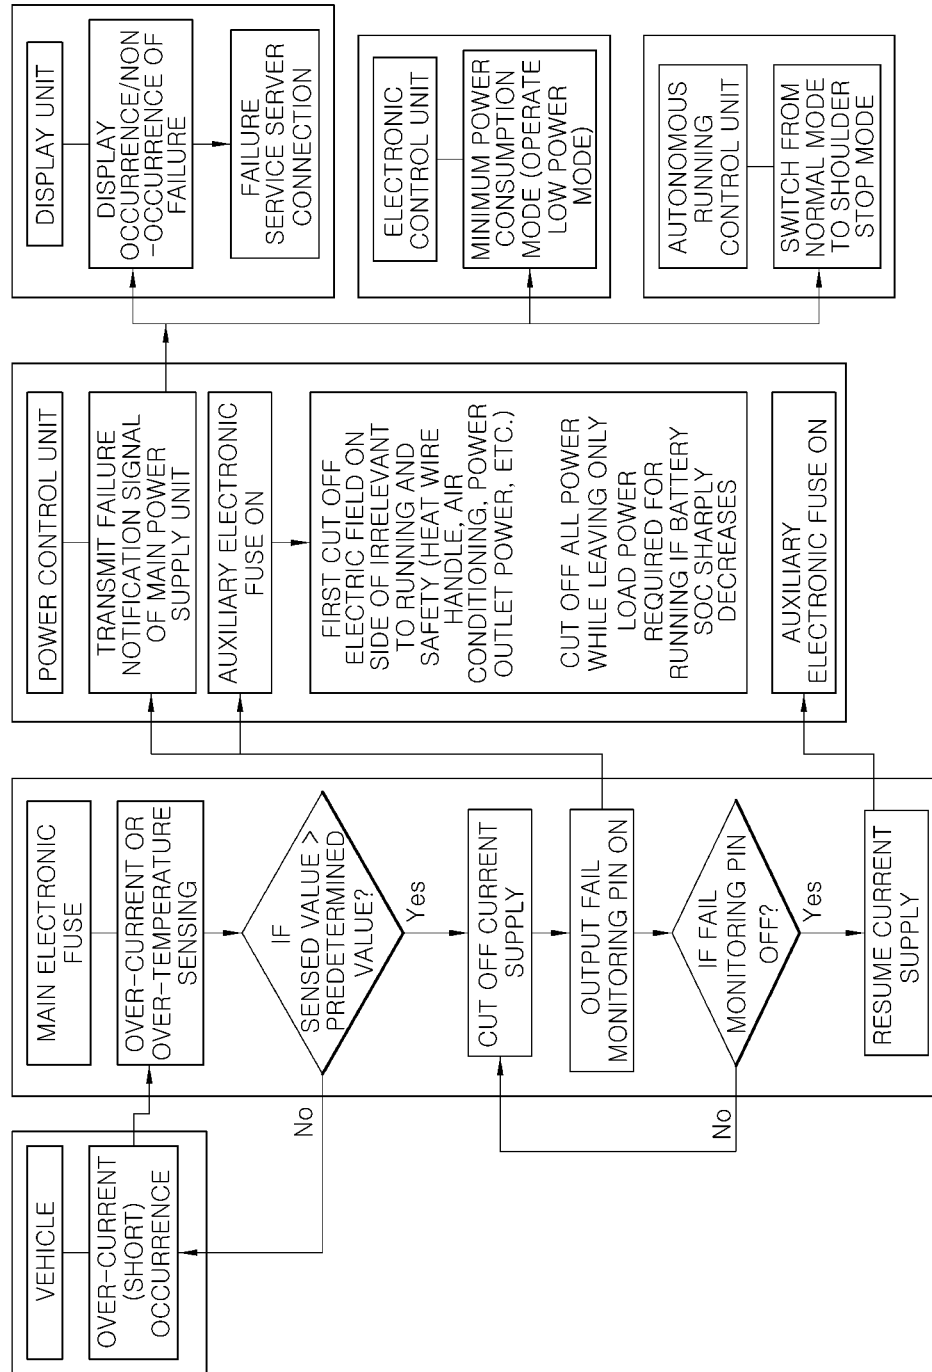 VEHICLE
OVER-CURRENT
(SHORT)
OCCURRENCE
MAIN ELECTRONIC
FUSE
OVER-CURRENT OR
OVER-TEMPERATURE
SENSING
IF
SENSED VALUE >
PREDETERMINED
VALUE?
No
Yes
CUT OFF CURRENT
SUPPLY
OUTPUT FAIL
MONITORING PIN ON
IF FAIL
MONITORING PIN
OFF?
No
Yes
RESUME CURRENT
SUPPLY
POWER CONTROL UNIT
TRANSMIT FAILURE
NOTIFICATION SIGNAL
OF MAIN POWER
SUPPLY UNIT
AUXILIARY ELECTRONIC
FUSE ON
FIRST CUT OFF
ELECTRIC FIELD ON
SIDE OF IRRELEVANT
TO RUNNING AND
SAFETY (HEAT WIRE
HANDLE, AIR
CONDITIONING, POWER
OUTLET POWER, ETC.)
CUT OFF ALL POWER
WHILE LEAVING ONLY
LOAD POWER
REQUIRED FOR
RUNNING IF BATTERY
SOC SHARPLY
DECREASES
AUXILIARY
ELECTRONIC FUSE ON
DISPLAY UNIT
DISPLAY
OCCURENCE/NON
-OCCURRENCE OF
FAILURE
FAILURE
SERVICE SERVER
CONNECTION
ELECTRONIC
CONTROL UNIT
MINIMUM POWER
CONSUMPTION
MODE (OPERATE
LOW POWER
MODE)
AUTONOMOUS
RUNNING
CONTROL UNIT
SWITCH FROM
NORMAL MODE
TO SHOULDER
STOP MODE